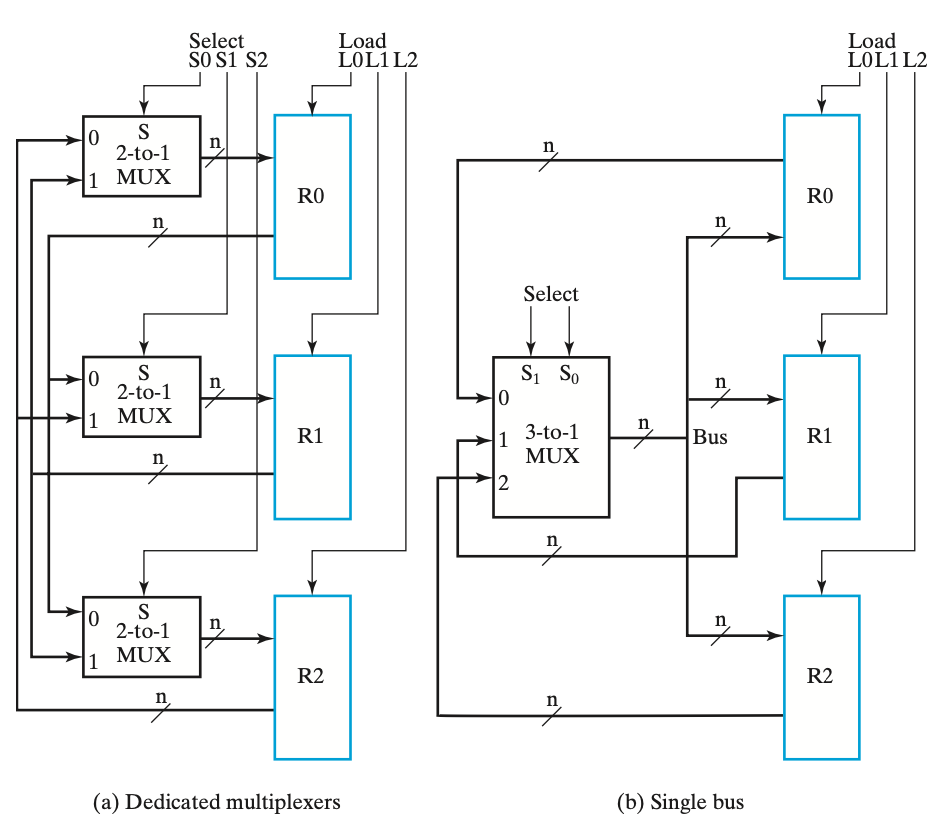 Select
S0 S1 S2
Load
L0 L1 L2
0
S
2-to-1
MUX
1
n
R0
n
0
S
2-to-1
MUX
1
n
R1
n
0
S
2-to-1
MUX
1
n
R2
n
(a) Dedicated multiplexers
Load
L0 L1 L2
n
R0
n
Select
S1 S0
0
1
2
3-to-1
MUX
n
Bus
n
R1
n
n
R2
n
(b) Single bus